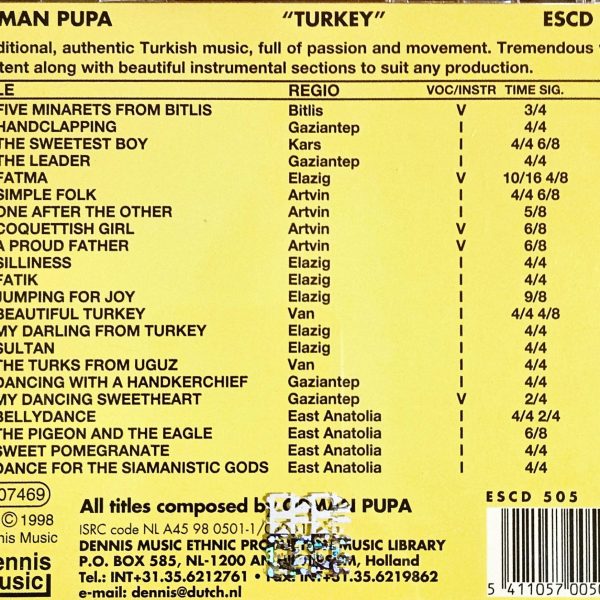 MAN PUPA "TURKEY" ESCD
ditional, authentic Turkish music, full of passion and movement. Tremendous
tent along with beautiful instrumental sections to suit any production.
LE REGIO VOC/INSTR TIME SIG.
FIVE MINARETS FROM BITLIS Bitlis V 3/4
HANDCLAPPING Gaziantep I 4/4
THE SWEETEST BOY Kars I 4/4 6/8
THE LEADER Gaziantep I 4/4
FATMA Elazig V 10/16 4/8
SIMPLE FOLK Artvin I 4/4 6/8
ONE AFTER THE OTHER Artvin I 5/8
COQUETTISH GIRL Artvin V 6/8
A PROUD FATHER Artvin V 6/8
SILLINESS Elazig I 4/4
FATIK Elazig I 4/4
JUMPING FOR JOY Elazig I 9/8
BEAUTIFUL TURKEY Van I 4/4 4/8
MY DARLING FROM TURKEY Elazig I 4/4
SULTAN Elazig I 4/4
THE TURKS FROM UGUZ Van I 4/4
DANCING WITH A HANDKERCHIEF Gaziantep I 4/4
MY DANCING SWEETHEART Gaziantep V 2/4
BELLYDANCE East Anatolia I 4/4 2/4
THE PIGEON AND THE EAGLE East Anatolia I 6/8
SWEET POMEGRANATE East Anatolia I 4/4
DANCE FOR THE SIAMANISTIC GODS East Anatolia I 4/4
07469
© 1998
nnis Music
ennis
usic
All titles composed by PUPA
ISRC code NL A45 98 0501-1/
DENNIS MUSIC ETHNIC MUSIC LIBRARY
P.O. BOX 585, NL-1200 AN Holland
Tel.: INT+31.35.6212761 - INT+31.35.6219862
e-mail: dennis@dutch.nl
ESCD 505
5 411057 005